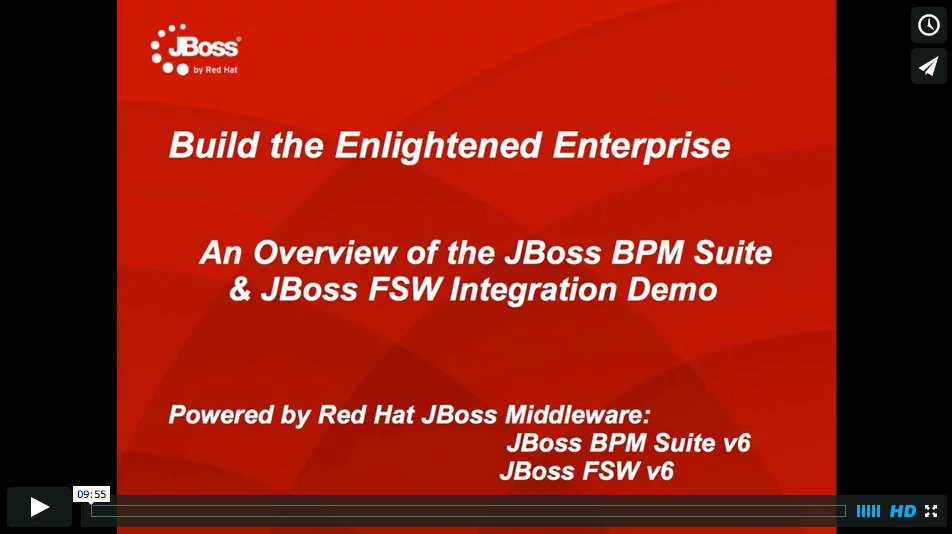 JBoss®
by Red Hat
Build the Enlightened Enterprise
An Overview of the JBoss BPM Suite
& JBoss FSW Integration Demo
Powered by Red Hat JBoss Middleware:
JBoss BPM Suite v6
JBoss FSW v6
09:55
HD